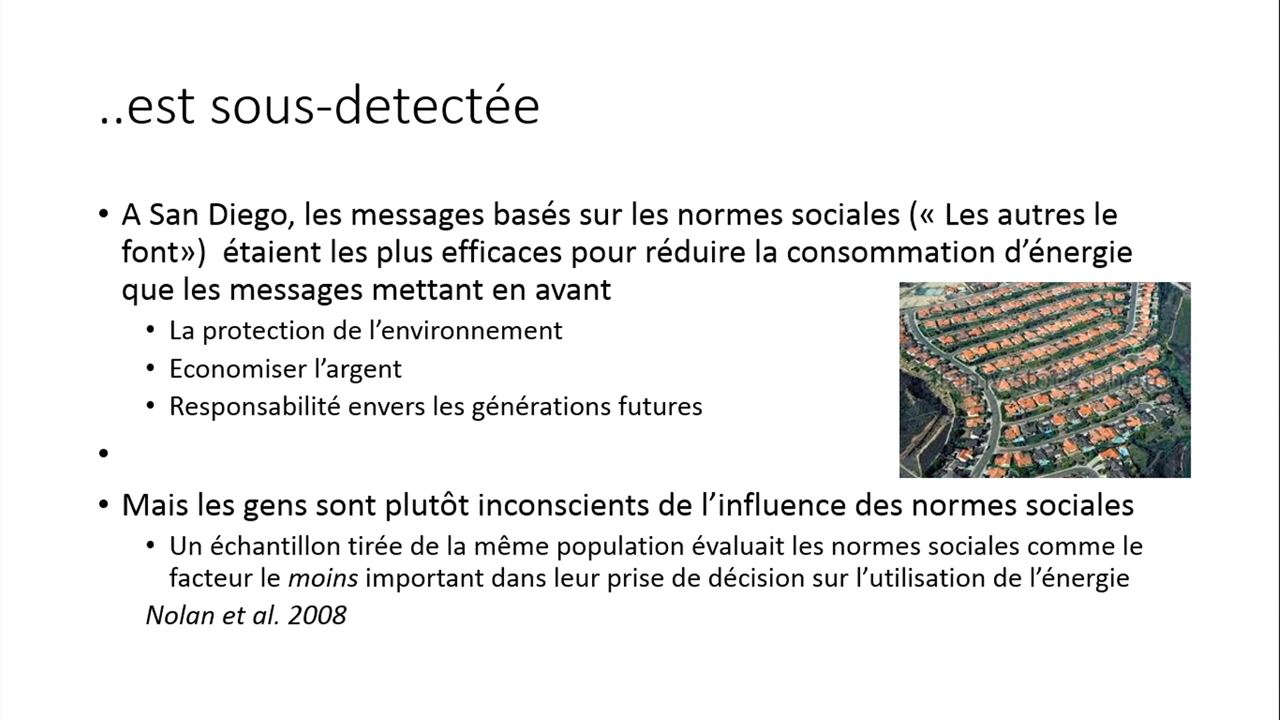 ..est sous-detectée
• A San Diego, les messages basés sur les normes sociales (« Les autres le
font») étaient les plus efficaces pour réduire la consommation d’énergie
que les messages mettant en avant
• La protection de l’environnement
• Economiser l’argent
• Responsabilité envers les générations futures
•
• Mais les gens sont plutôt inconscients de l’influence des normes sociales
• Un échantillon tirée de la même population évaluait les normes sociales comme le
facteur le moins important dans leur prise de décision sur l’utilisation de l’énergie
Nolan et al. 2008